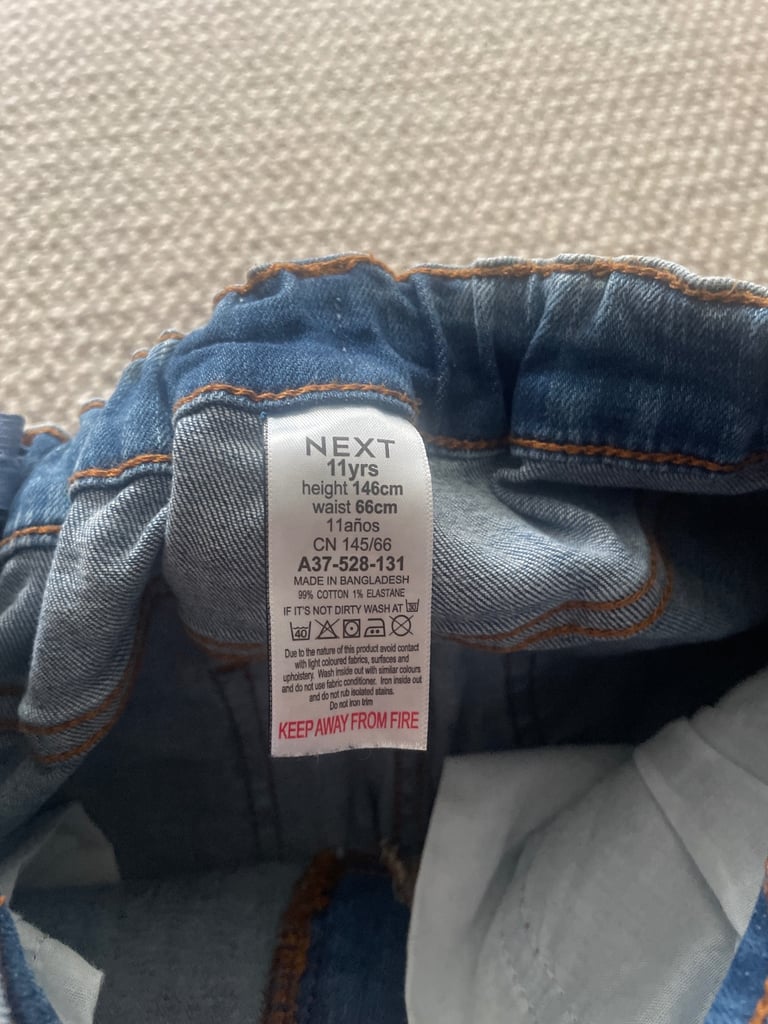 NEXT
11yrs
height 146cm
waist 66cm
11años
CN 145/66
A37-528-131
MADE IN BANGLADESH
99% COTTON 1% ELASTANE
IF IT'S NOT DIRTY WASH AT 30
40
Due to the nature of this product avoid contact
with light coloured fabrics, surfaces and
upholstery. Wash inside out with similar colours
and do not use fabric conditioner. Iron inside out
and do not rub isolated stains.
Do not iron trim
KEEP AWAY FROM FIRE